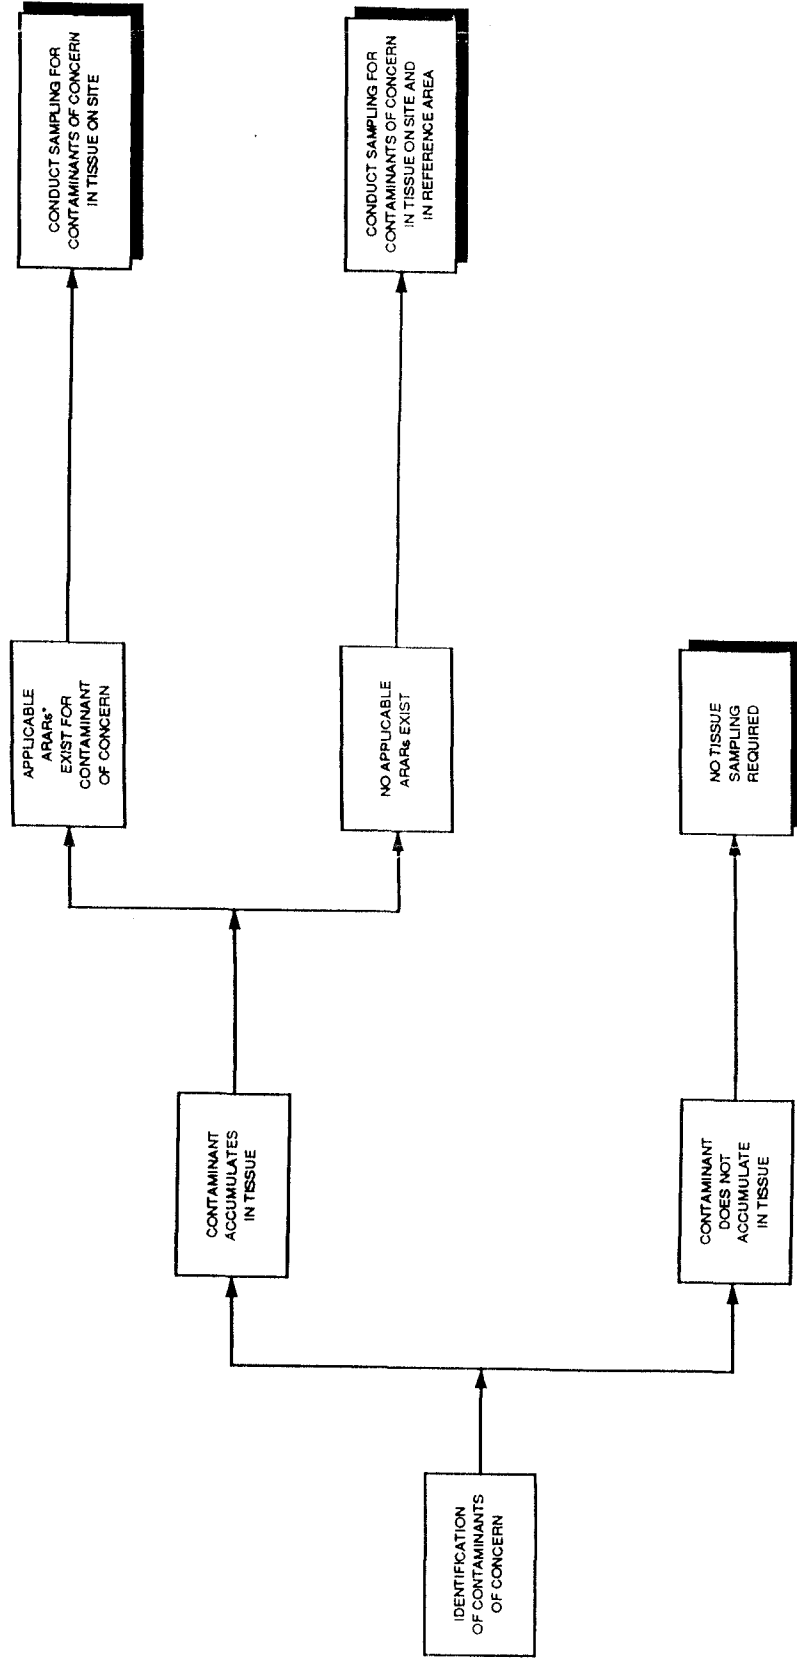 IDENTIFICATION
OF CONTAMINANTS
OF CONCERN
CONTAMINANT
ACCUMULATES
IN TISSUE
CONTAMINANT
DOES NOT
ACCUMULATE
IN TISSUE
APPLICABLE
ARARs*
EXIST FOR
CONTAMINANT
OF CONCERN
NO APPLICABLE
ARARs EXIST
NO TISSUE
SAMPLING
REQUIRED
CONDUCT SAMPLING FOR
CONTAMINANTS OF CONCERN
IN TISSUE ON SITE
CONDUCT SAMPLING FOR
CONTAMINANTS OF CONCERN
IN TISSUE ON SITE AND
IN REFERENCE AREA